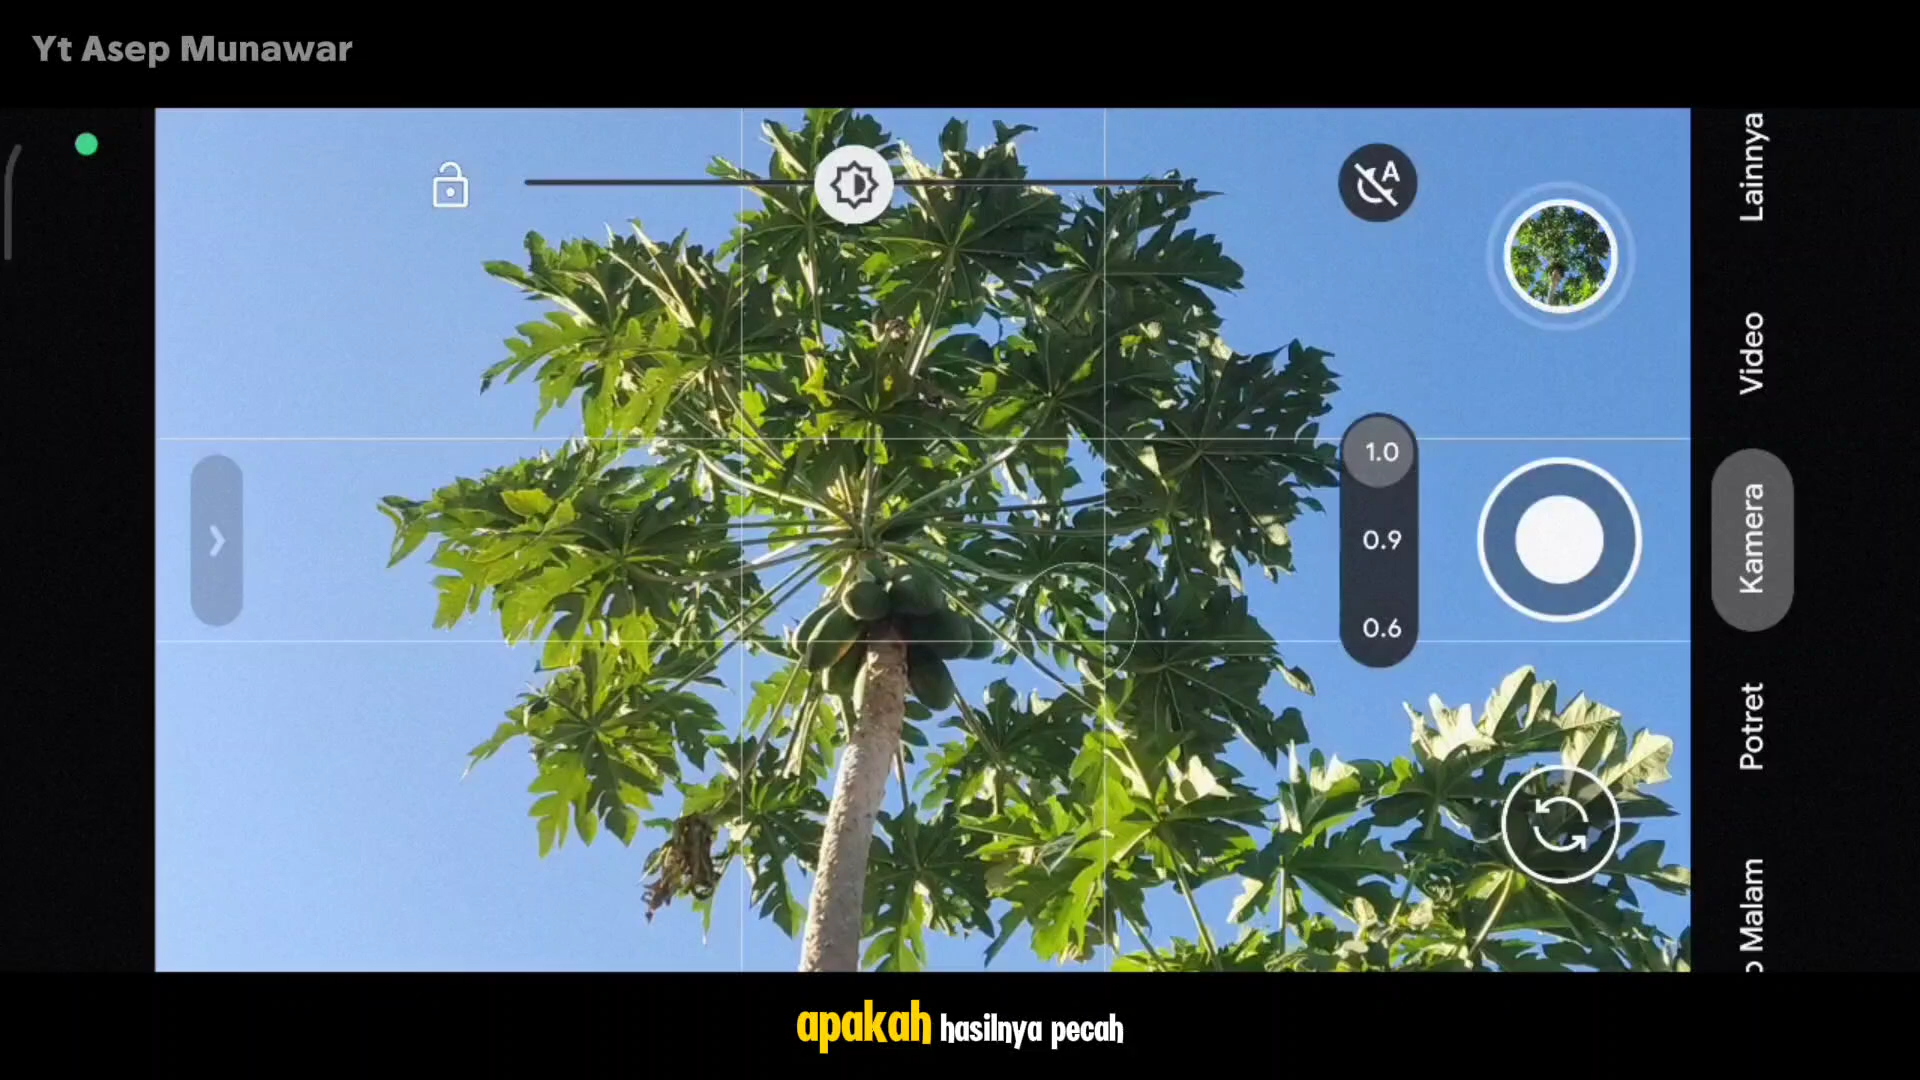 Yt Asep Munawar
A
1.0
0.9
0.6
Lainnya
Video
Kamera
Potret
Malam
apakah hasilnya pecah